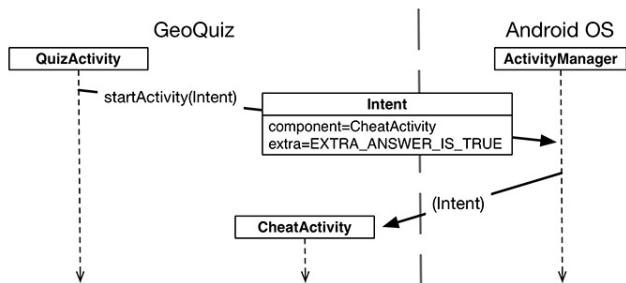 GeoQuiz
Android OS
QuizActivity
ActivityManager
startActivity(Intent)
Intent
component=CheatActivity
extra=EXTRA_ANSWER_IS_TRUE
(Intent)
CheatActivity